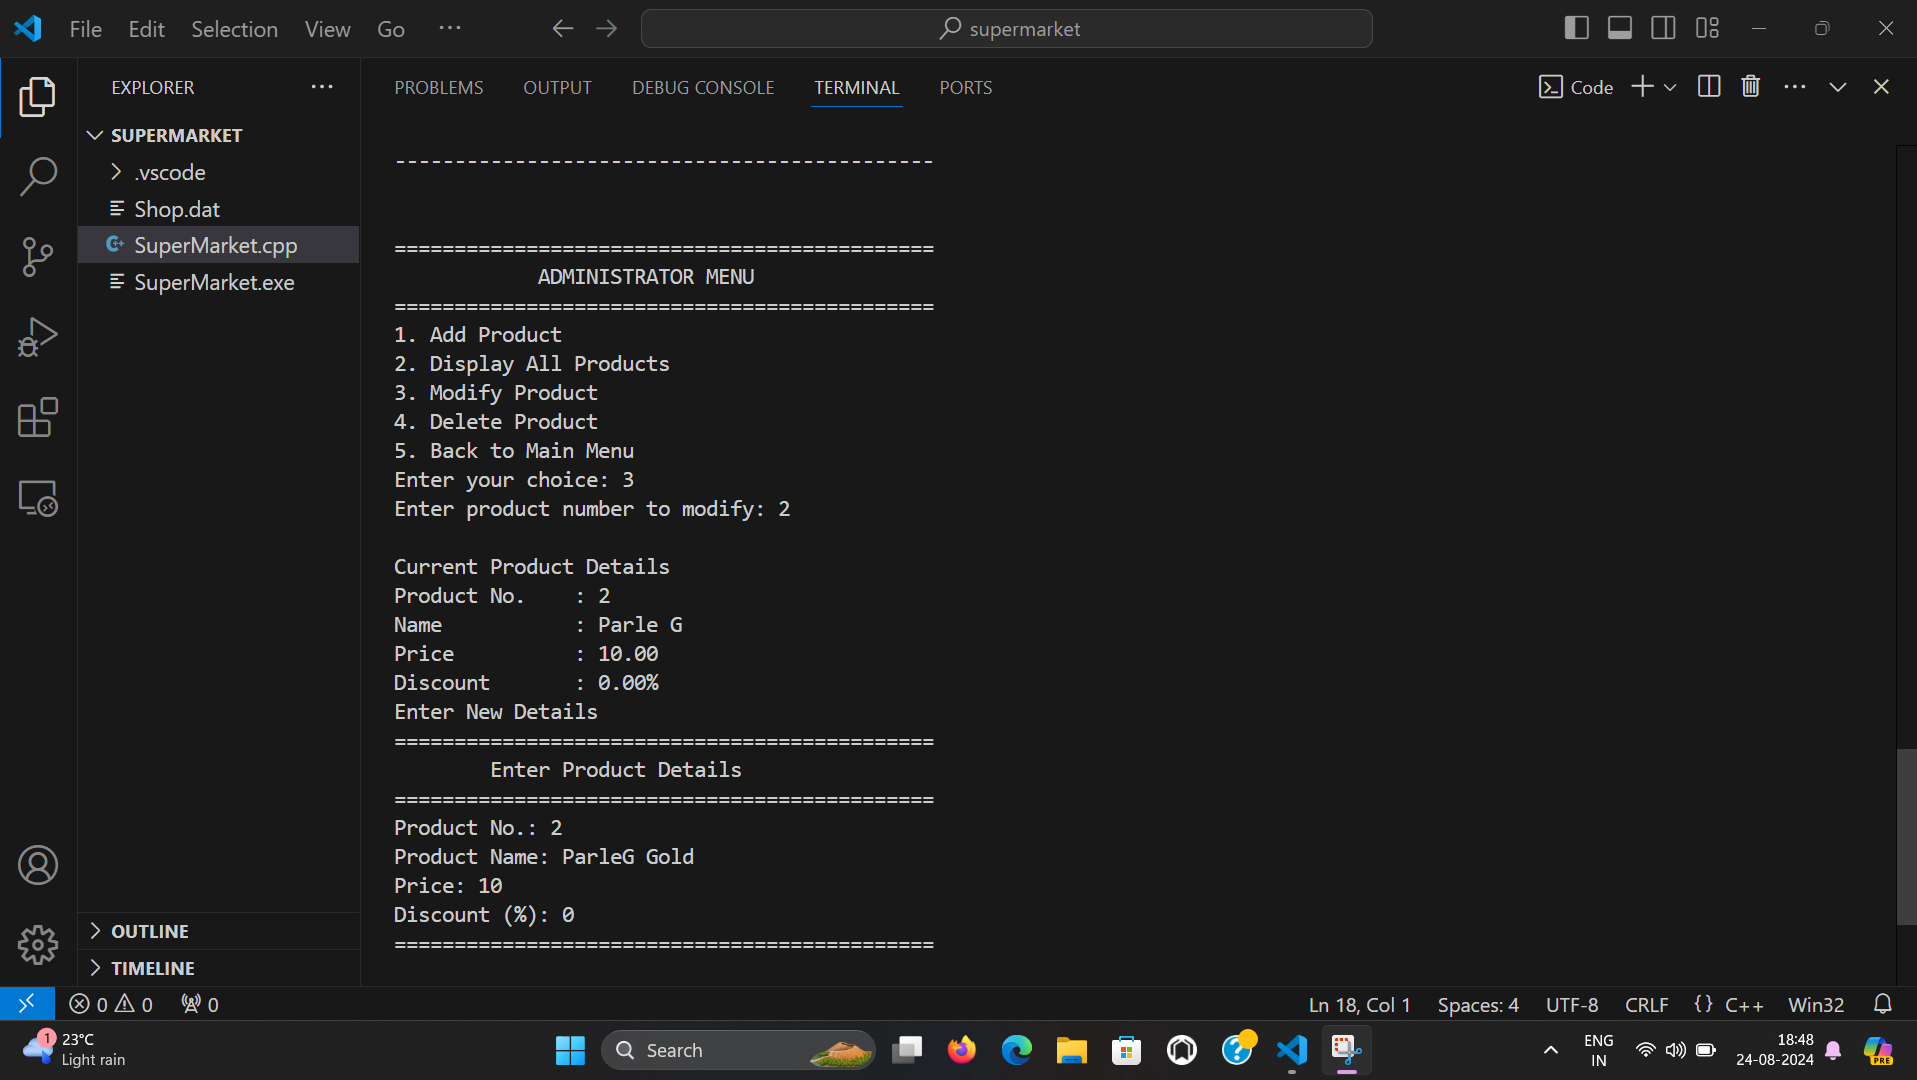 File Edit Selection View Go ···
supermarket
EXPLORER ···
PROBLEMS OUTPUT DEBUG CONSOLE TERMINAL PORTS
Code
SUPERMARKET
.vscode
Shop.dat
SuperMarket.cpp
SuperMarket.exe
---------------------------------------------
=============================================
ADMINISTRATOR MENU
=============================================
1. Add Product
2. Display All Products
3. Modify Product
4. Delete Product
5. Back to Main Menu
Enter your choice: 3
Enter product number to modify: 2
Current Product Details
Product No. : 2
Name : Parle G
Price : 10.00
Discount : 0.00%
Enter New Details
=============================================
Enter Product Details
=============================================
Product No.: 2
Product Name: ParleG Gold
Price: 10
Discount (%): 0
=============================================
OUTLINE
TIMELINE
0 0 0
Ln 18, Col 1 Spaces: 4 UTF-8 CRLF {} C++ Win32
1
23°C
Light rain
Search
ENG
IN
18:48
24-08-2024
PRE